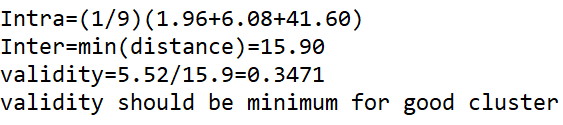 Intra=(1/9)(1.96+6.08+41.60)
Inter=min(distance)=15.90
validity=5.52/15.9=0.3471
validity should be minimum for good cluster